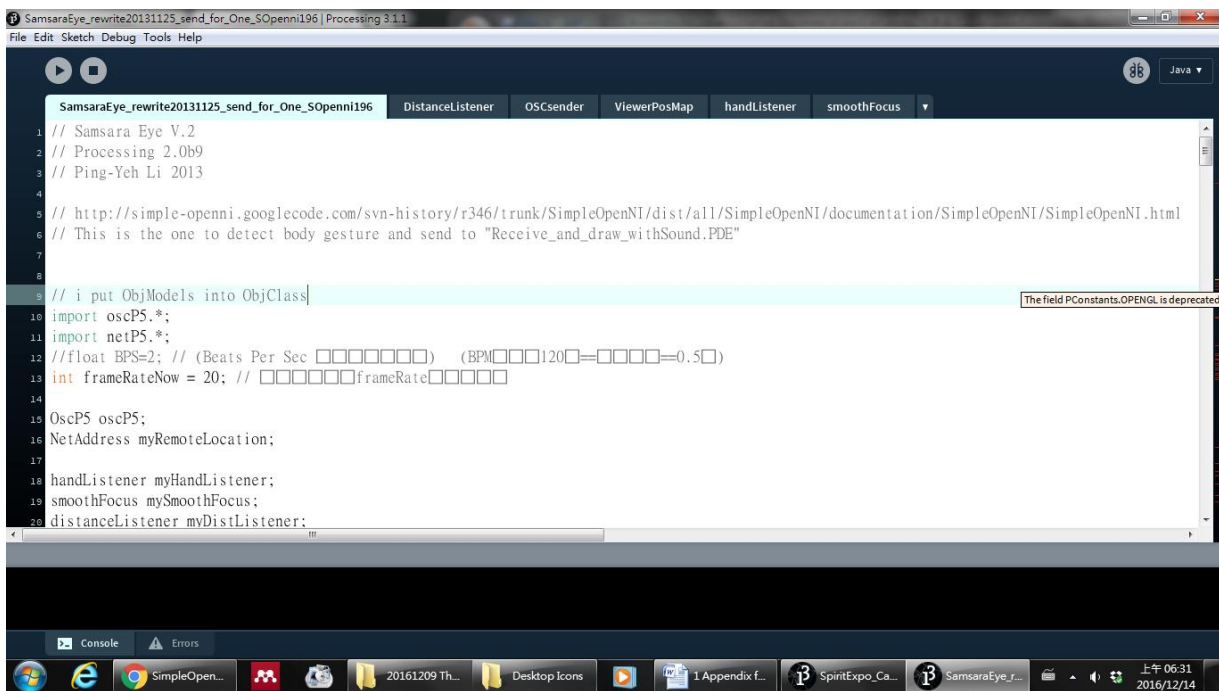 SamsaraEye_rewrite20131125_send_for_One_SOpenni196 | Processing 3.1.1
File Edit Sketch Debug Tools Help
Java ▾
SamsaraEye_rewrite20131125_send_for_One_SOpenni196 DistanceListener OSCsender ViewerPosMap handListener smoothFocus ▾
1 // Samsara Eye V.2
2 // Processing 2.0b9
3 // Ping-Yeh Li 2013
4
5 // http://simple-openni.googlecode.com/svn-history/r346/trunk/SimpleOpenNI/dist/all/SimpleOpenNI/documentation/SimpleOpenNI/SimpleOpenNI.html
6 // This is the one to detect body gesture and send to "Receive_and_draw_withSound.PDE"
7
8
9 // i put ObjModels into ObjClass
The field PConstants.OPENGL is deprecated
10 import oscP5.*;
11 import netP5.*;
12 //float BPS=2; // (Beats Per Sec □□□□□□□) (BPM□□□120□==□□□□==0.5□)
13 int frameRateNow = 20; // □□□□□□frameRate□□□□□
14
15 OscP5 oscP5;
16 NetAddress myRemoteLocation;
17
18 handListener myHandListener;
19 smoothFocus mySmoothFocus;
20 distanceListener myDistListener;
Console Errors
SimpleOpen... 20161209 Th... Desktop Icons 1 Appendix f... SpiritExpo_Ca... SamsaraEye_r... 上午 06:31
2016/12/14